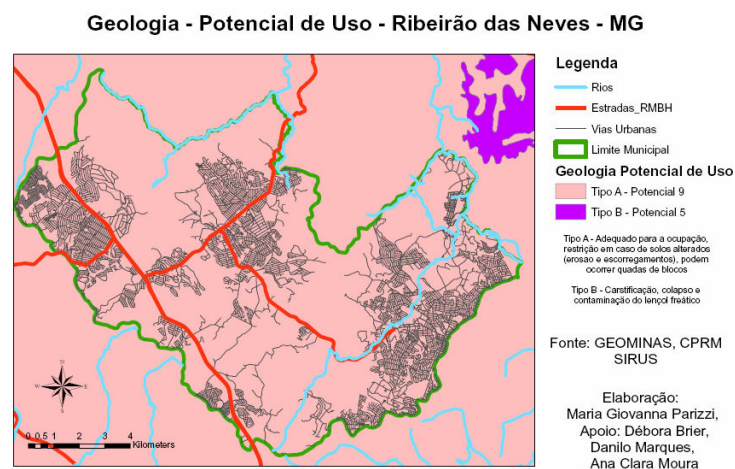 Geologia - Potencial de Uso - Ribeirão das Neves - MG
Legenda
Rios
Estradas_RMBH
Vias Urbanas
Limite Municipal
Geologia Potencial de Uso
Tipo A - Potencial 9
Tipo B - Potencial 5
Tipo A - Adequado para a ocupação,
restrição em caso de solos alterados
(erosao e escorregamentos), podem
ocorrer quadas de blocos
Tipo B - Carstificação, colapso e
contaminação do lençol freático
Fonte: GEOMINAS, CPRM
SIRUS
Elaboração:
Maria Giovanna Parizzi,
Apoio: Débora Brier,
Danilo Marques,
Ana Clara Moura
N
W E
S
0 0.5 1 2 3 4
Kilometers